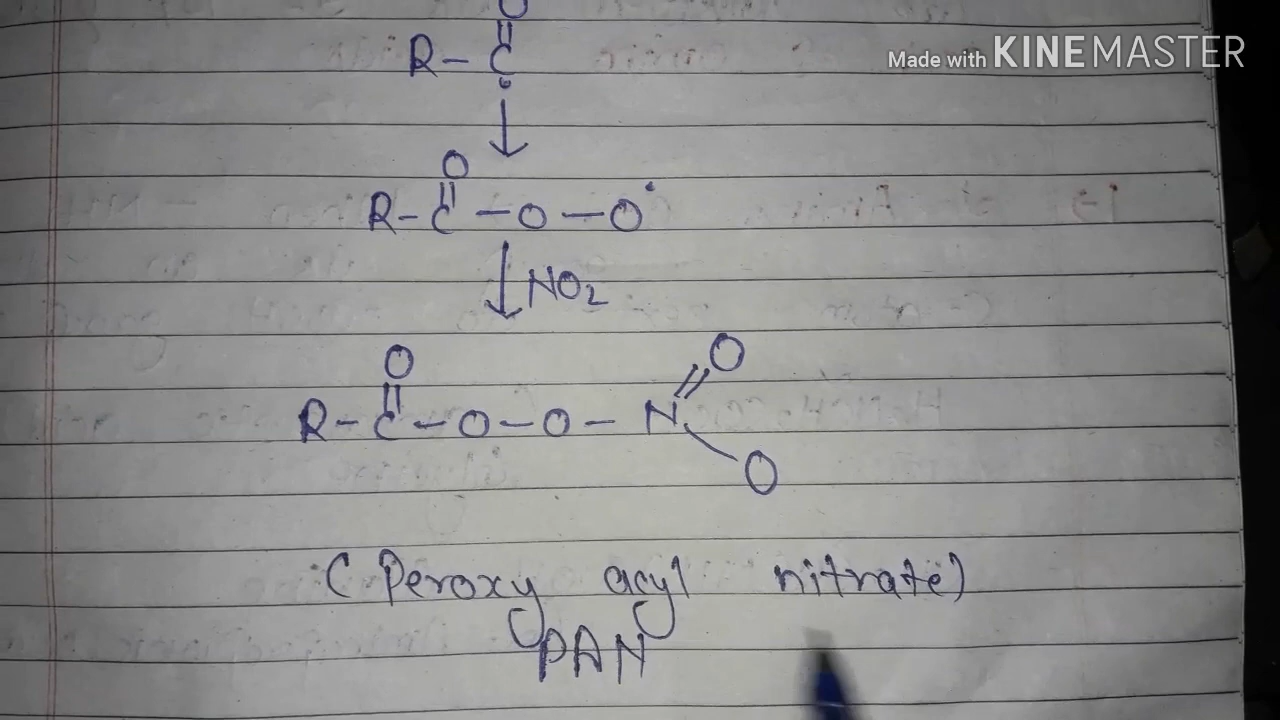 Made with KINEMASTER
O
R-C
O
R-C-O-O
NO2
O O
R-C-O-O-N
O
(Peroxy acyl nitrate)
PAN